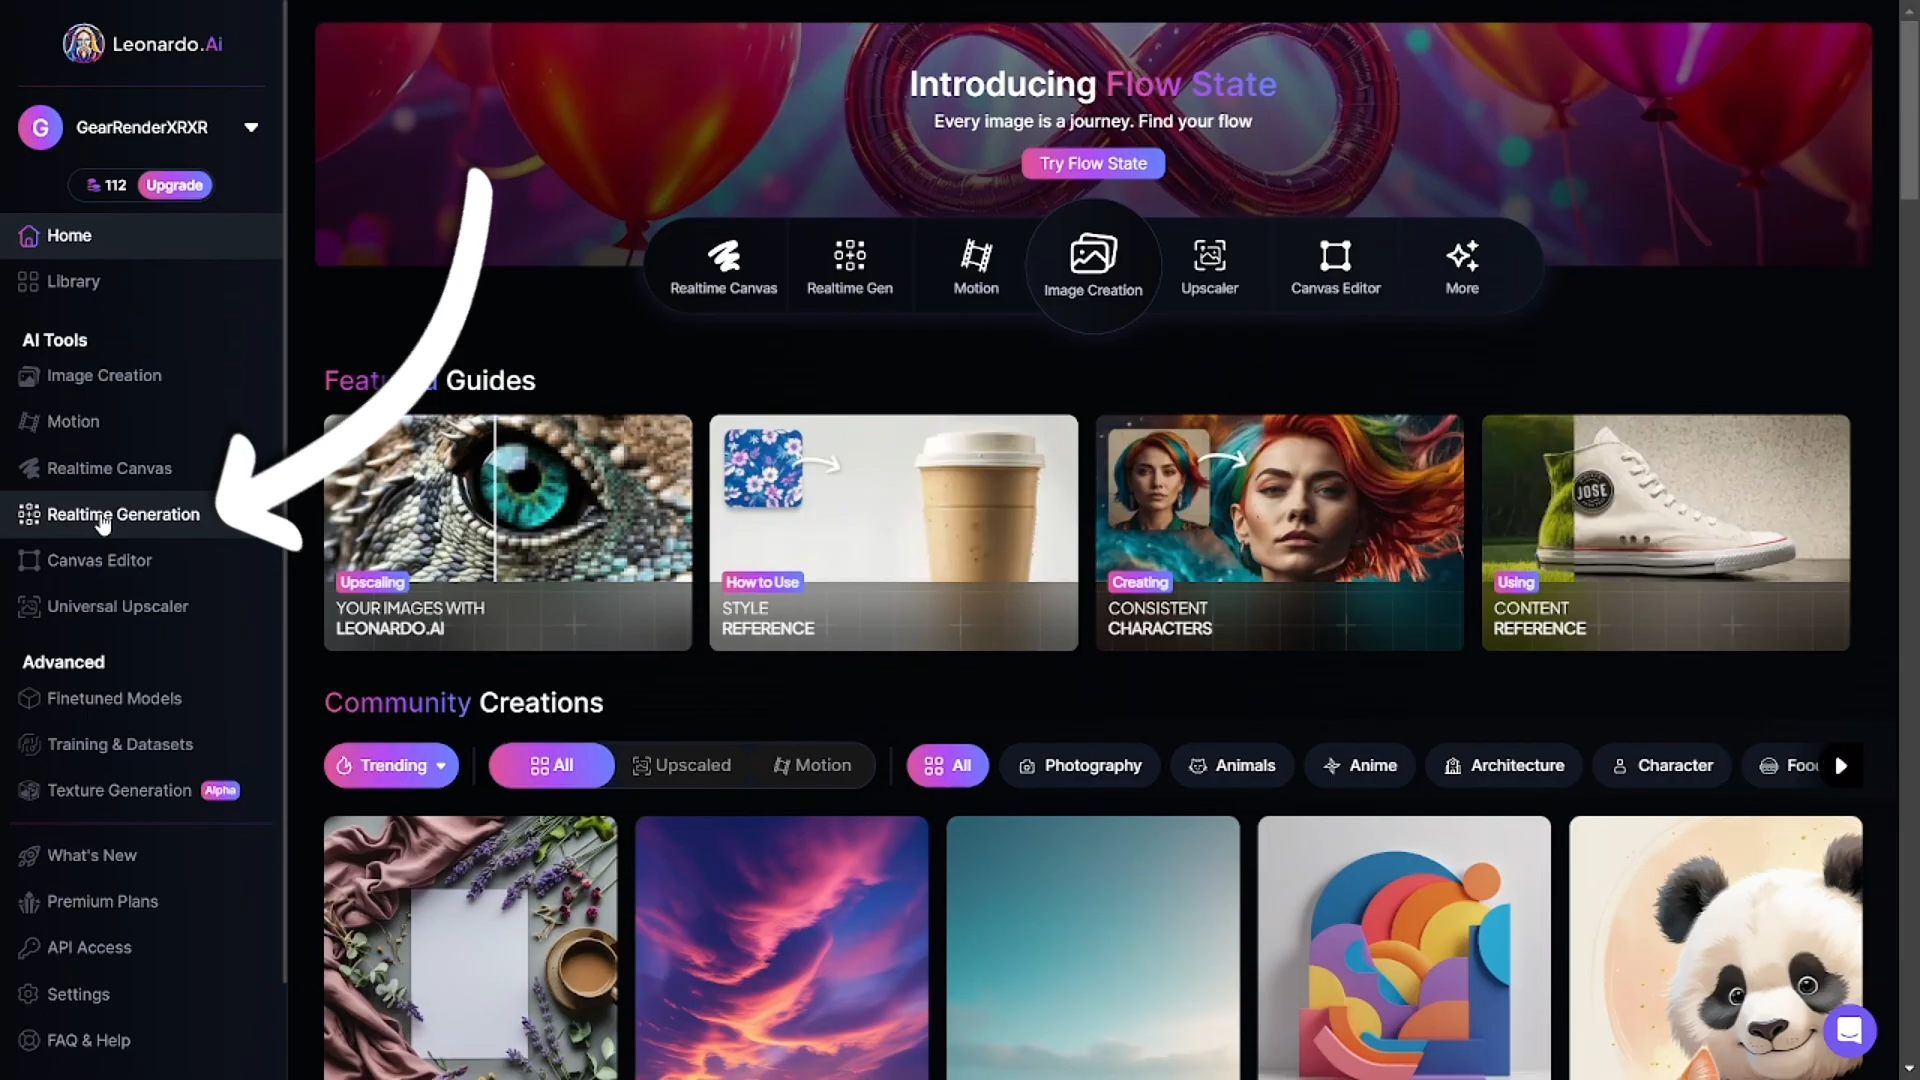 Leonardo.Ai
G
GearRenderXRXR
112
Upgrade
Home
Library
AI Tools
Image Creation
Motion
Realtime Canvas
Realtime Generation
Canvas Editor
Universal Upscaler
Advanced
Finetuned Models
Training & Datasets
Texture Generation Alpha
What's New
Premium Plans
API Access
Settings
FAQ & Help
Introducing Flow State
Every image is a journey. Find your flow
Try Flow State
Realtime Canvas
Realtime Gen
Motion
Image Creation
Upscaler
Canvas Editor
More
Guides
Upscaling
YOUR IMAGES WITH
LEONARDO.AI
How to Use
STYLE
REFERENCE
Creating
CONSISTENT
CHARACTERS
JOSE
Using
CONTENT
REFERENCE
Community Creations
Trending
All
Upscaled
Motion
All
Photography
Animals
Anime
Architecture
Character